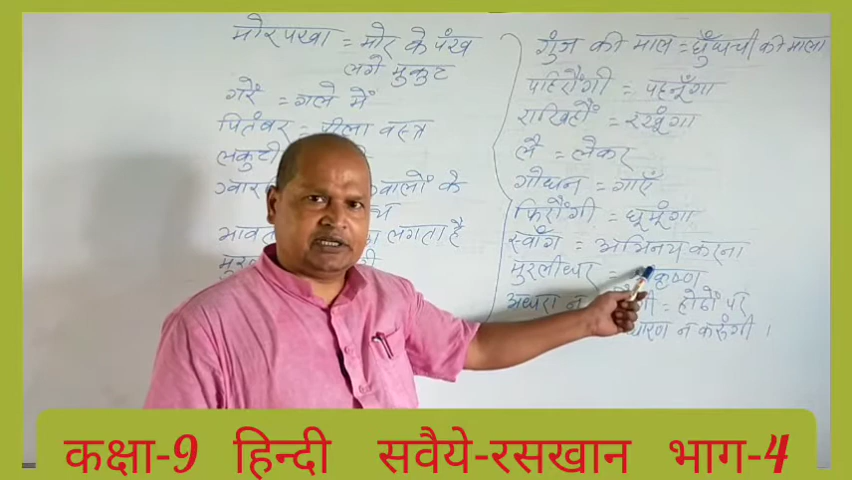 मोरपखा = मोर के पंख
लगे मुकुट
गरें = गले में
पितंबर = पीला वस्त्र
लकुटी
ग्वार वालों के
भावतो लगता है
गुंज की माल = घुँघची की माला
पहिरौंगी = पहनूँगा
राखिहौं = रखूंगा
लै = लेकर
गोधन = गाएँ
फिरौंगी = घूमूंगा
स्वाँग = अभिनय करना
मुरलीधर = कृष्ण
अधरा न = होठों पर
धारण न करूंगी ।
कक्षा-9 हिन्दी सवैये-रसखान भाग-4